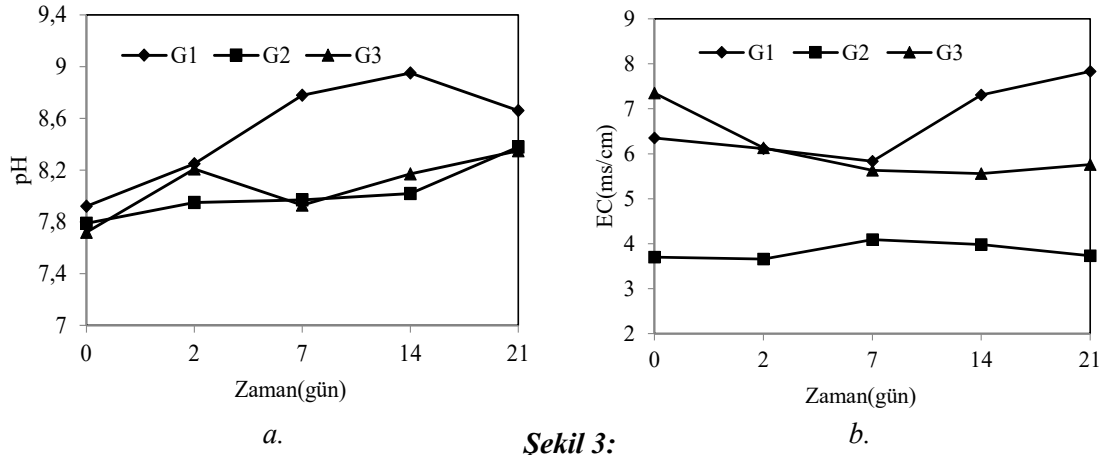 9,4
9
8,6
8,2
7,8
7,4
7
pH
G1 G2 G3
0 2 7 14 21
Zaman(gün)
a.
9
8
7
6
5
4
3
2
EC(ms/cm)
G1 G2 G3
0 2 7 14 21
Zaman(gün)
b.
Şekil 3: